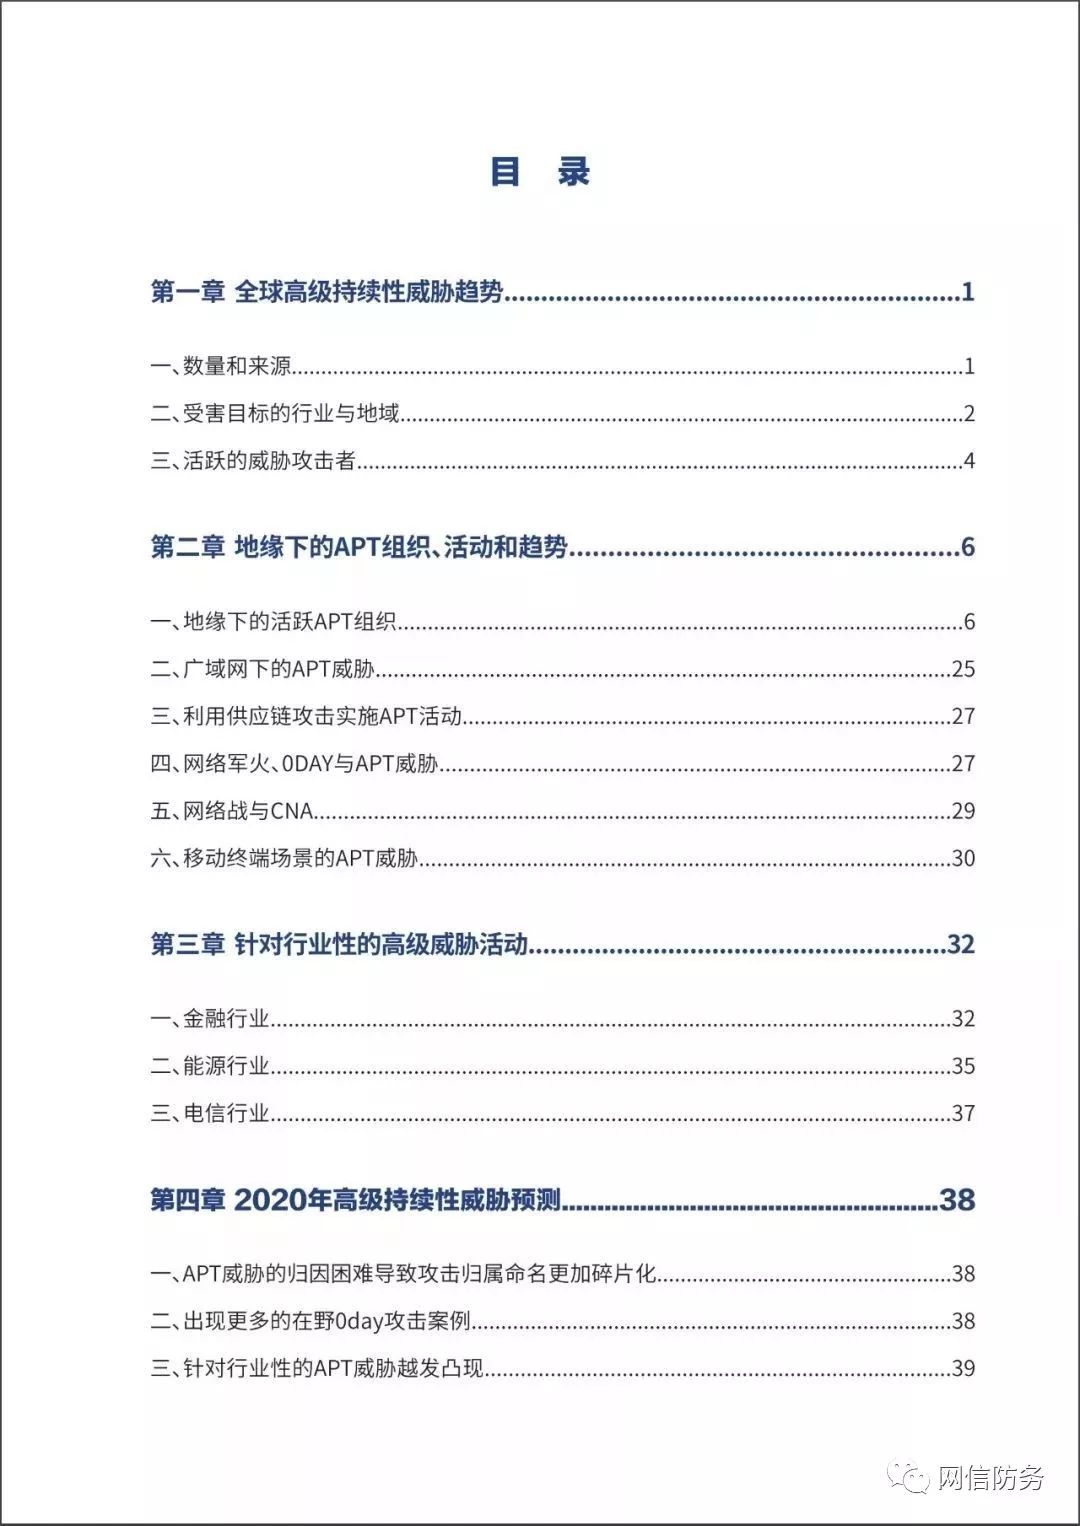 目 录
第一章 全球高级持续性威胁趋势..............................................................1
一、数量和来源..............................................................1
二、受害目标的行业与地域..............................................................2
三、活跃的威胁攻击者..............................................................4
第二章 地缘下的APT组织、活动和趋势..............................................................6
一、地缘下的活跃APT组织..............................................................6
二、广域网下的APT威胁..............................................................25
三、利用供应链攻击实施APT活动..............................................................27
四、网络军火、0DAY与APT威胁..............................................................27
五、网络战与CNA..............................................................29
六、移动终端场景的APT威胁..............................................................30
第三章 针对行业性的高级威胁活动..............................................................32
一、金融行业..............................................................32
二、能源行业..............................................................35
三、电信行业..............................................................37
第四章 2020年高级持续性威胁预测..............................................................38
一、APT威胁的归因困难导致攻击归属命名更加碎片化..............................................................38
二、出现更多的在野0day攻击案例..............................................................38
三、针对行业性的APT威胁越发凸现..............................................................39
网信防务